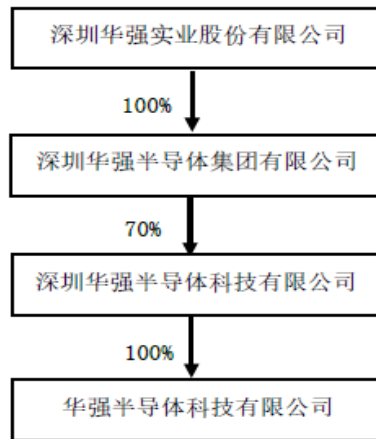 深圳华强实业股份有限公司
100%
深圳华强半导体集团有限公司
70%
深圳华强半导体科技有限公司
100%
华强半导体科技有限公司